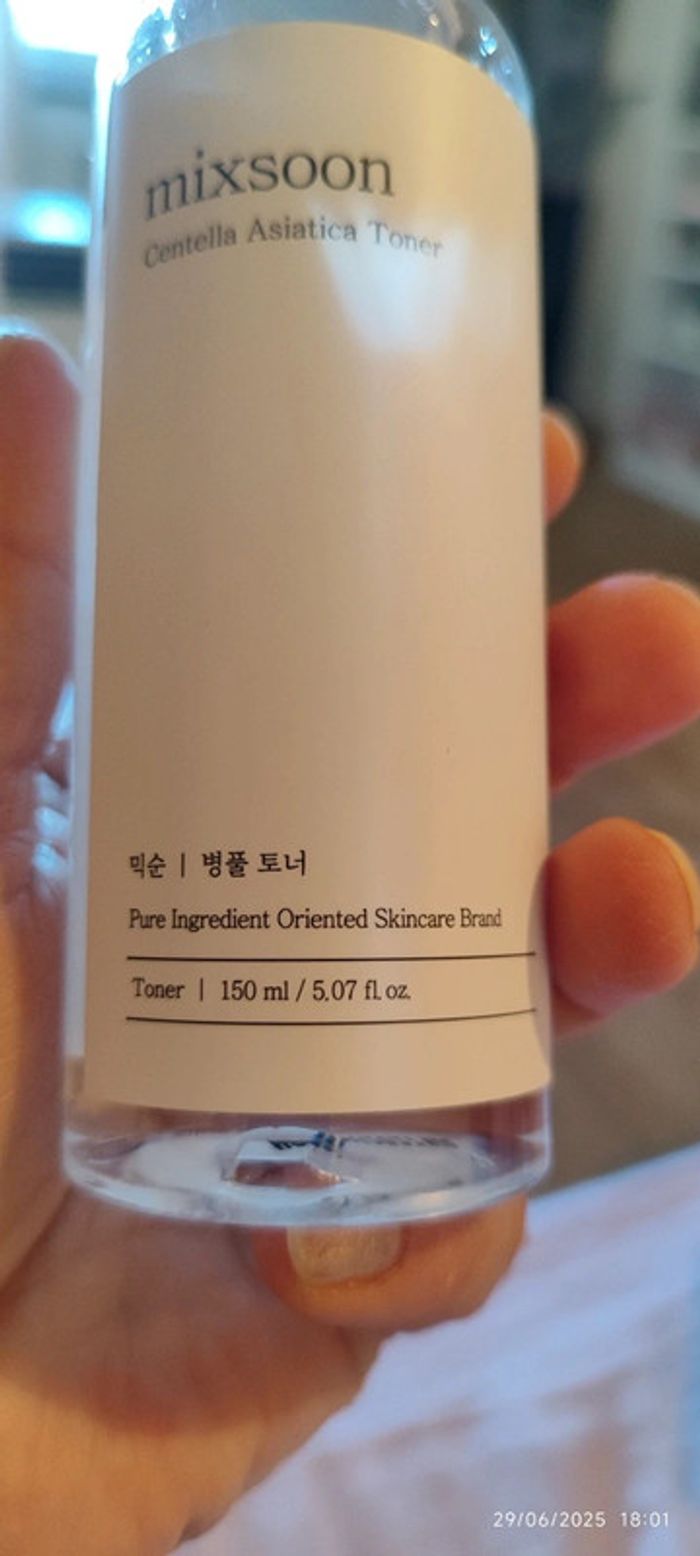 mixsoon
Centella Asiatica Toner
믹순 | 병풀 토너
Pure Ingredient Oriented Skincare Brand
Toner | 150 ml / 5.07 fl. oz.
29/06/2025 18:01